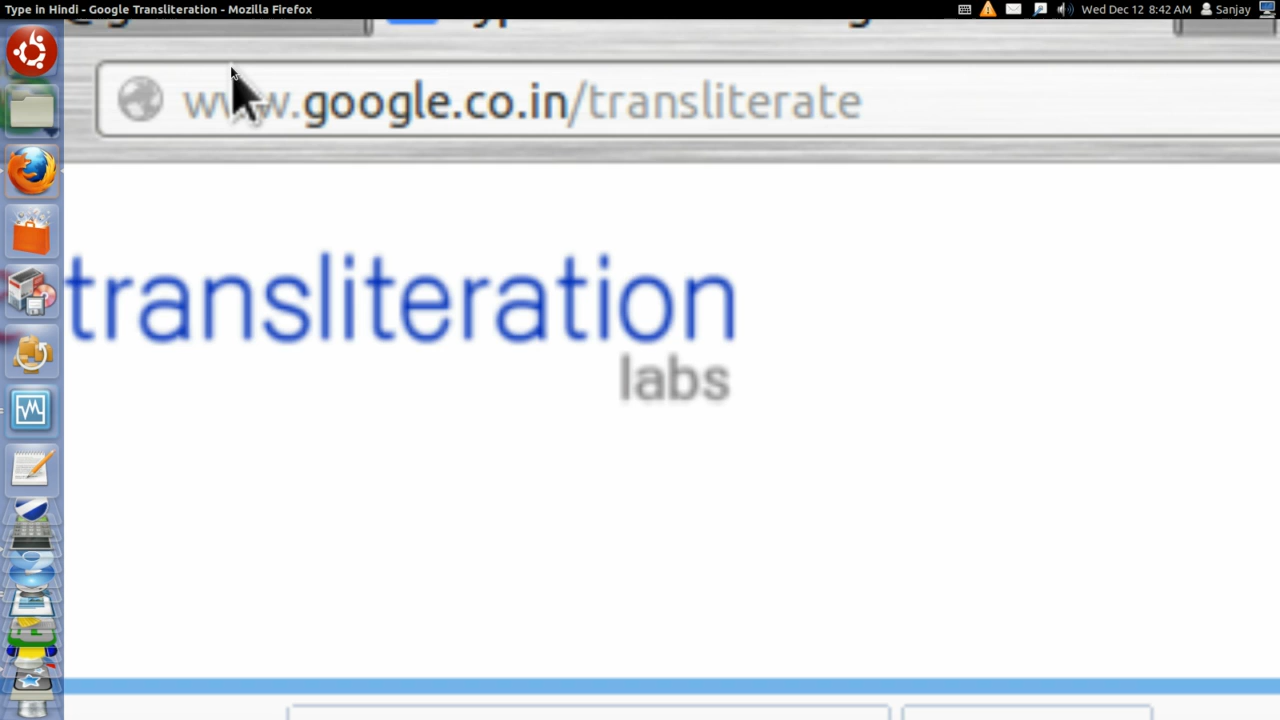 Type in Hindi - Google Transliteration - Mozilla Firefox
Wed Dec 12 8:42 AM Sanjay
www.google.co.in/transliterate
transliteration
labs